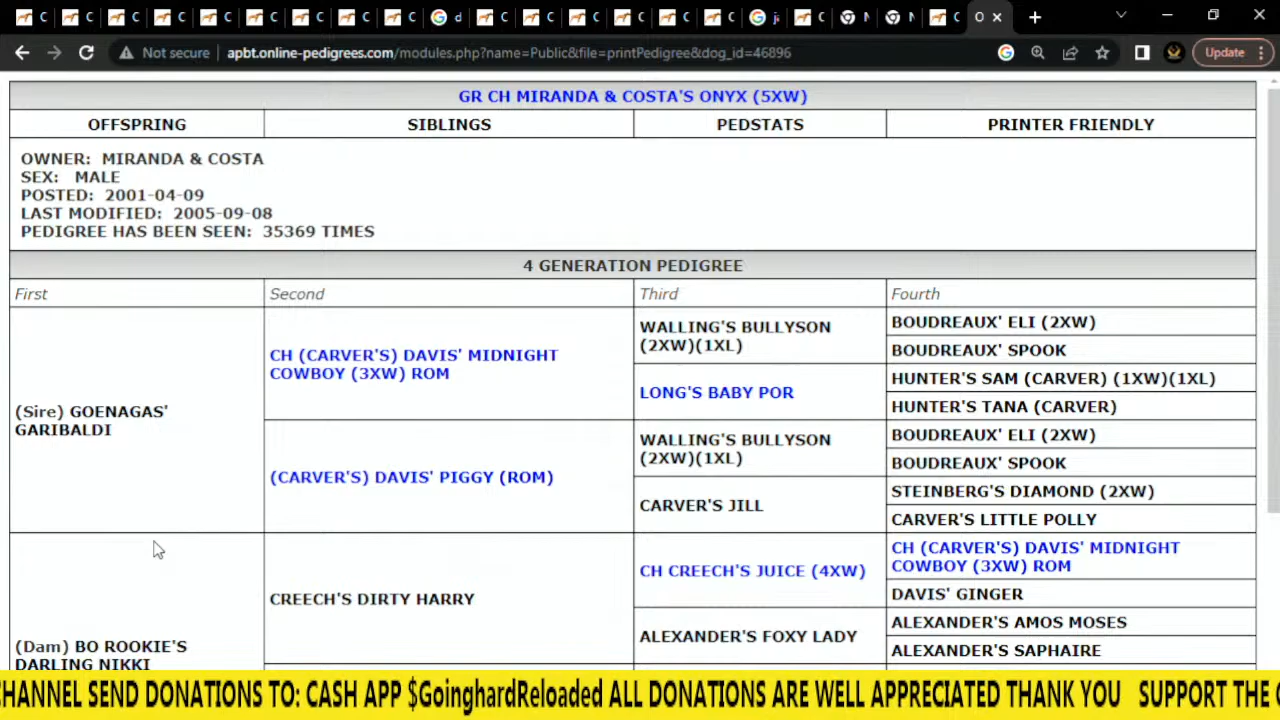 Not secure
apbt.online-pedigrees.com/modules.php?name=Public&file=printPedigree&dog_id=46896
Update
GR CH MIRANDA & COSTA'S ONYX (5XW)
OFFSPRING
SIBLINGS
PEDSTATS
PRINTER FRIENDLY
OWNER: MIRANDA & COSTA
SEX: MALE
POSTED: 2001-04-09
LAST MODIFIED: 2005-09-08
PEDIGREE HAS BEEN SEEN: 35369 TIMES
4 GENERATION PEDIGREE
First
Second
Third
Fourth
(Sire) GOENAGAS'
GARIBALDI
CH (CARVER'S) DAVIS' MIDNIGHT
COWBOY (3XW) ROM
WALLING'S BULLYSON
(2XW)(1XL)
BOUDREAUX' ELI (2XW)
BOUDREAUX' SPOOK
LONG'S BABY POR
HUNTER'S SAM (CARVER) (1XW)(1XL)
HUNTER'S TANA (CARVER)
(CARVER'S) DAVIS' PIGGY (ROM)
WALLING'S BULLYSON
(2XW)(1XL)
BOUDREAUX' ELI (2XW)
BOUDREAUX' SPOOK
CARVER'S JILL
STEINBERG'S DIAMOND (2XW)
CARVER'S LITTLE POLLY
(Dam) BO ROOKIE'S
DARLING NIKKI
CREECH'S DIRTY HARRY
CH CREECH'S JUICE (4XW)
CH (CARVER'S) DAVIS' MIDNIGHT
COWBOY (3XW) ROM
DAVIS' GINGER
ALEXANDER'S FOXY LADY
ALEXANDER'S AMOS MOSES
ALEXANDER'S SAPHAIRE
CHANNEL SEND DONATIONS TO: CASH APP $GoinghardReloaded ALL DONATIONS ARE WELL APPRECIATED THANK YOU SUPPORT THE